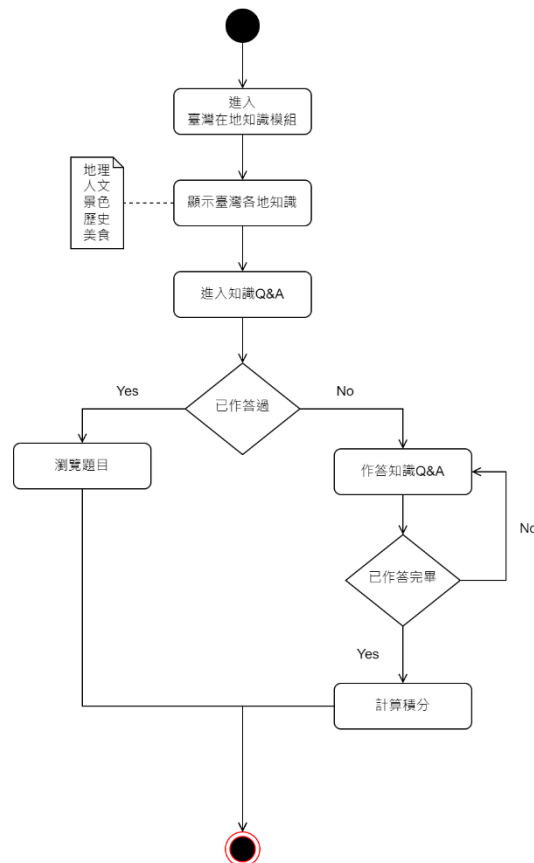 進入
臺灣在地知識模組
地理
人文
景色
歷史
美食
顯示臺灣各地知識
進入知識Q&A
已作答過
Yes
No
瀏覽題目
作答知識Q&A
No
已作答完畢
Yes
計算積分